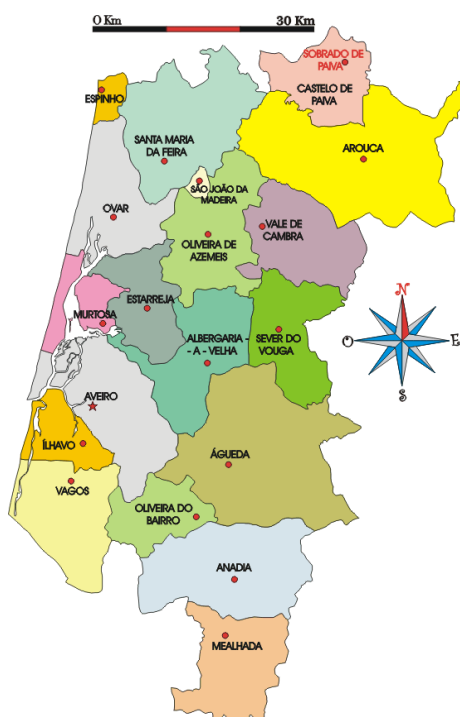 O Km 30 Km
SOBRADO DE
PAIVA
CASTELO DE
PAIVA
ESPINHO
SANTA MARIA
DA FEIRA
AROUCA
SÃO JOÃO DA
MADEIRA
OVAR
VALE DE
CAMBRA
OLIVEIRA DE
AZEMEIS
N
ESTARREJA
MURTOSA
ALBERGARIA -
- A - VELHA
SEVER DO
VOUGA
O
E
S
AVEIRO
ÍLHAVO
ÁGUEDA
VAGOS
OLIVEIRA DO
BAIRRO
ANADIA
MEALHADA